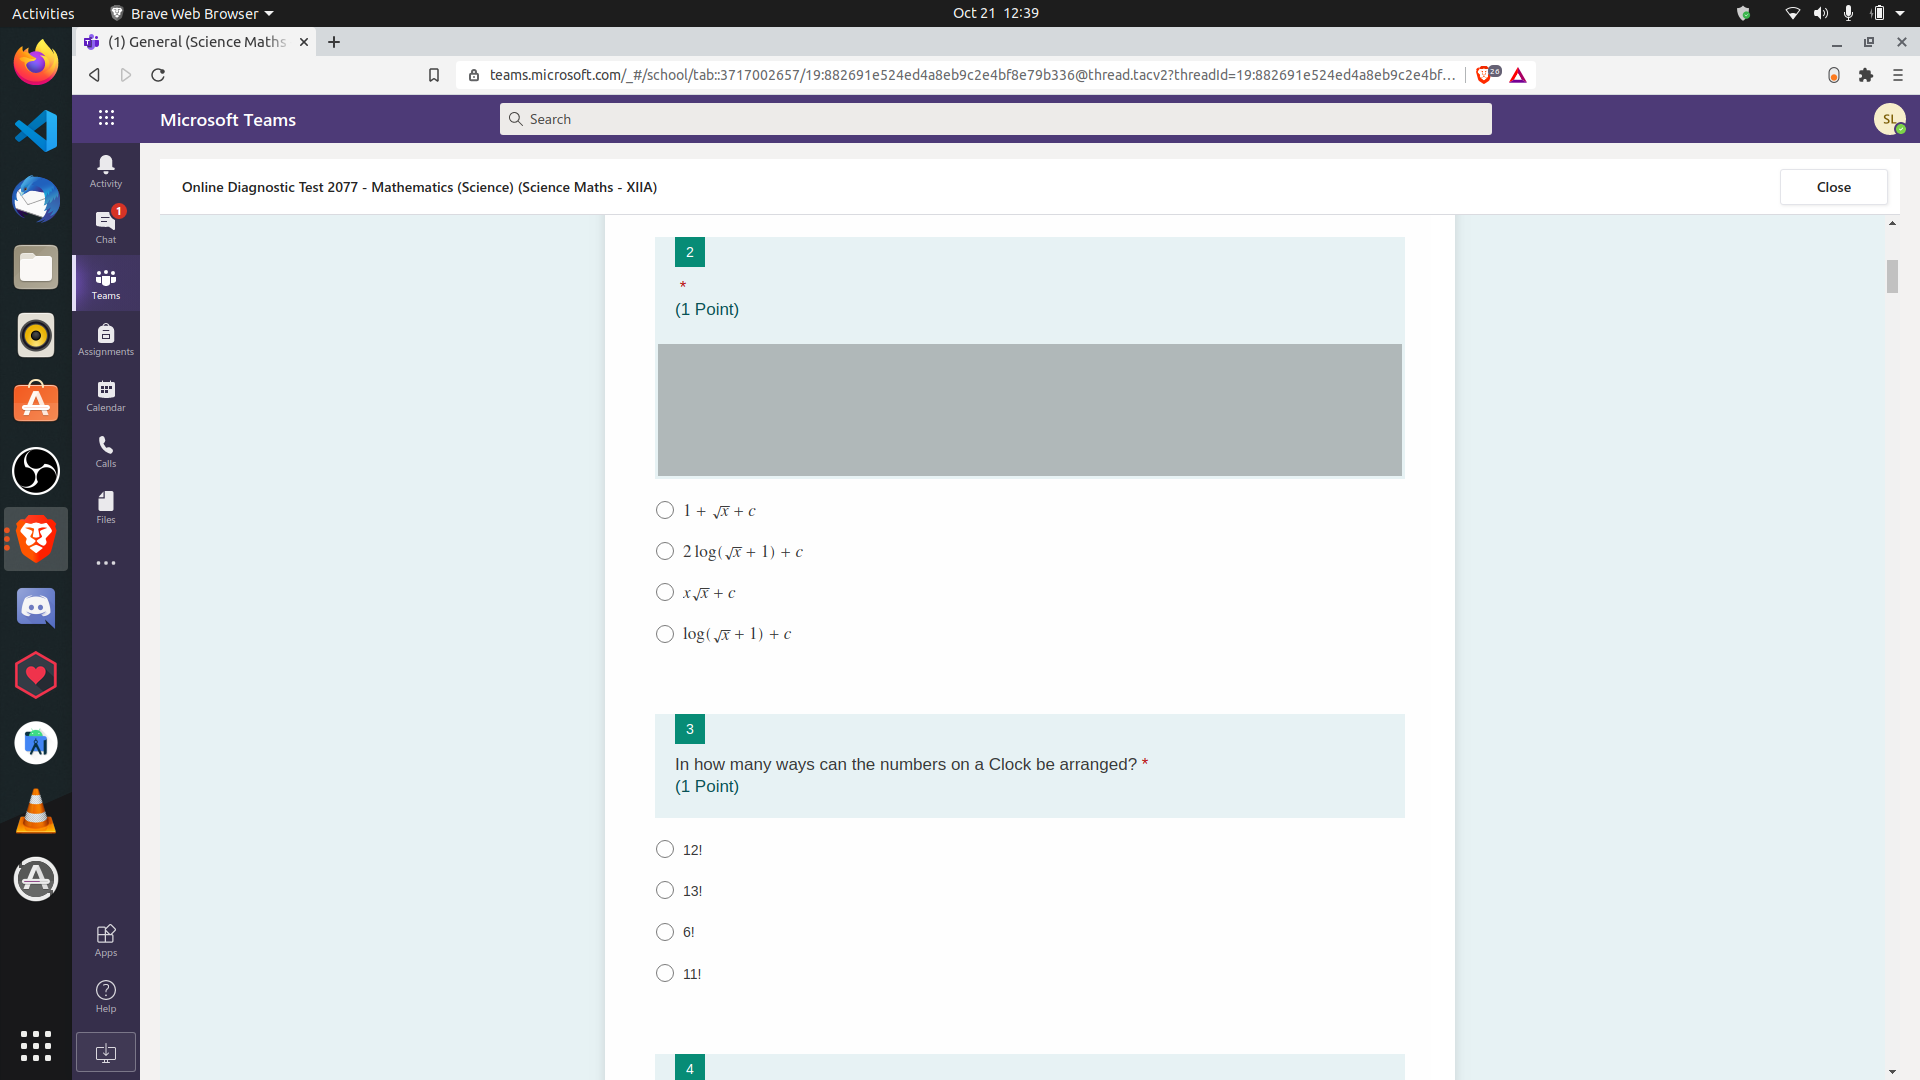 Activities
Brave Web Browser
Oct 21 12:39
(1) General (Science Maths
teams.microsoft.com/_#/school/tab::3717002657/19:882691e524ed4a8eb9c2e4bf8e79b336@thread.tacv2?threadId=19:882691e524ed4a8eb9c2e4bf...
26
Microsoft Teams
Search
SL
Activity
1
Chat
Teams
Assignments
Calendar
Calls
Files
Apps
Help
Online Diagnostic Test 2077 - Mathematics (Science) (Science Maths - XIIA)
Close
2
*
(1 Point)
1 + √x + c
2 log(√x + 1) + c
x√x + c
log(√x + 1) + c
3
In how many ways can the numbers on a Clock be arranged? *
(1 Point)
12!
13!
6!
11!
4